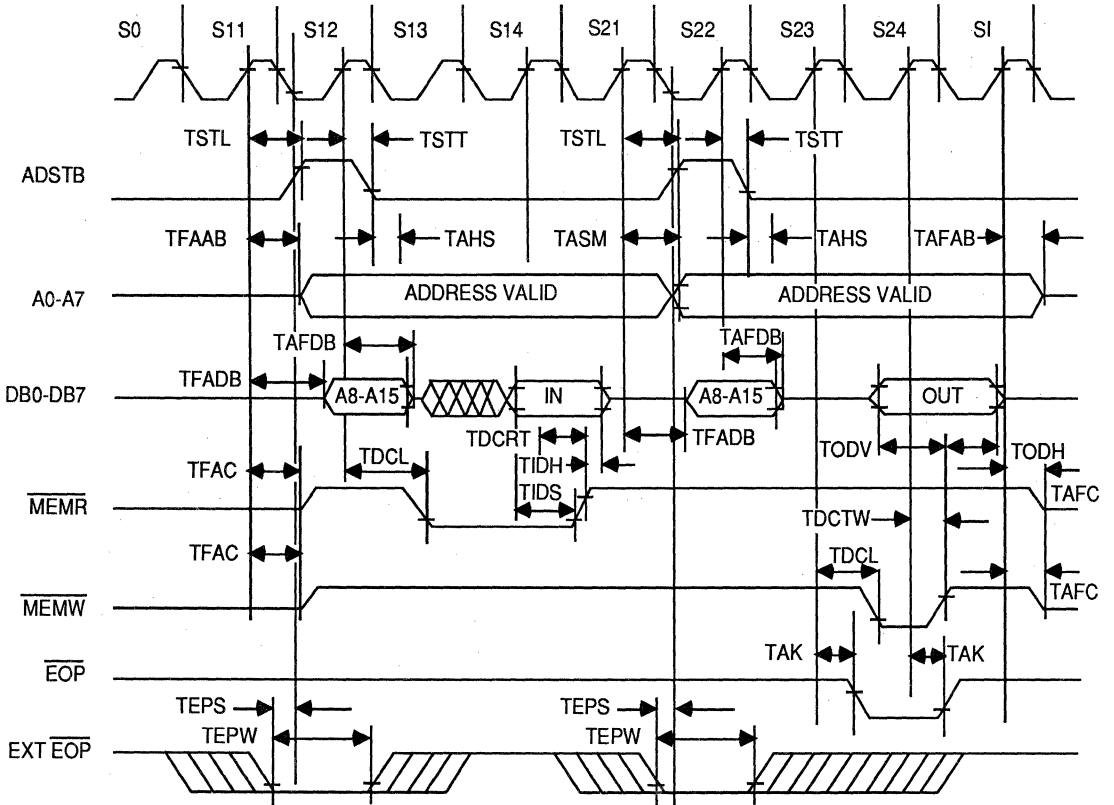 S0 S11 S12 S13 S14 S21 S22 S23 S24 SI
TSTL TSTT TSTL TSTT
ADSTB
TFAAB TAHS TASM TAHS TAFAB
A0-A7 ADDRESS VALID ADDRESS VALID
TAFDB TAFDB
TFADB
DB0-DB7 A8-A15 IN A8-A15 OUT
TDCRT TFADB
TODV TODH
TFAC TDCL TIDH
TIDS TAFC
MEMR
TDCTW
TFAC TDCL
TAFC
MEMW
TAK TAK
EOP
TEPS TEPS
TEPW TEPW
EXT EOP